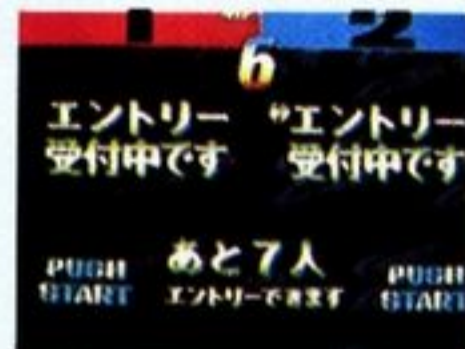 1 2
6
エントリー エントリー
受付中です 受付中です
あと7人
PUSH START エントリーできます PUSH START